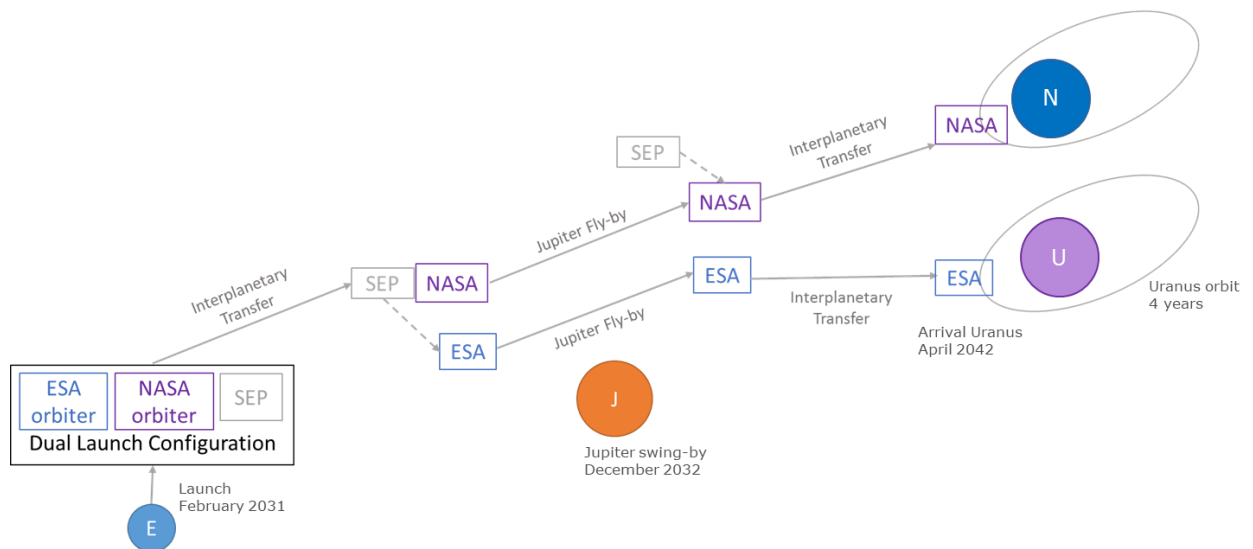 N
NASA
Interplanetary
Transfer
SEP
NASA
Jupiter Fly-by
U
ESA
ESA
Uranus orbit
4 years
Interplanetary
Transfer
SEP
NASA
Interplanetary
Transfer
Arrival Uranus
April 2042
Jupiter Fly-by
ESA
ESA
orbiter
NASA
orbiter
SEP
Dual Launch Configuration
J
Jupiter swing-by
December 2032
Launch
February 2031
E